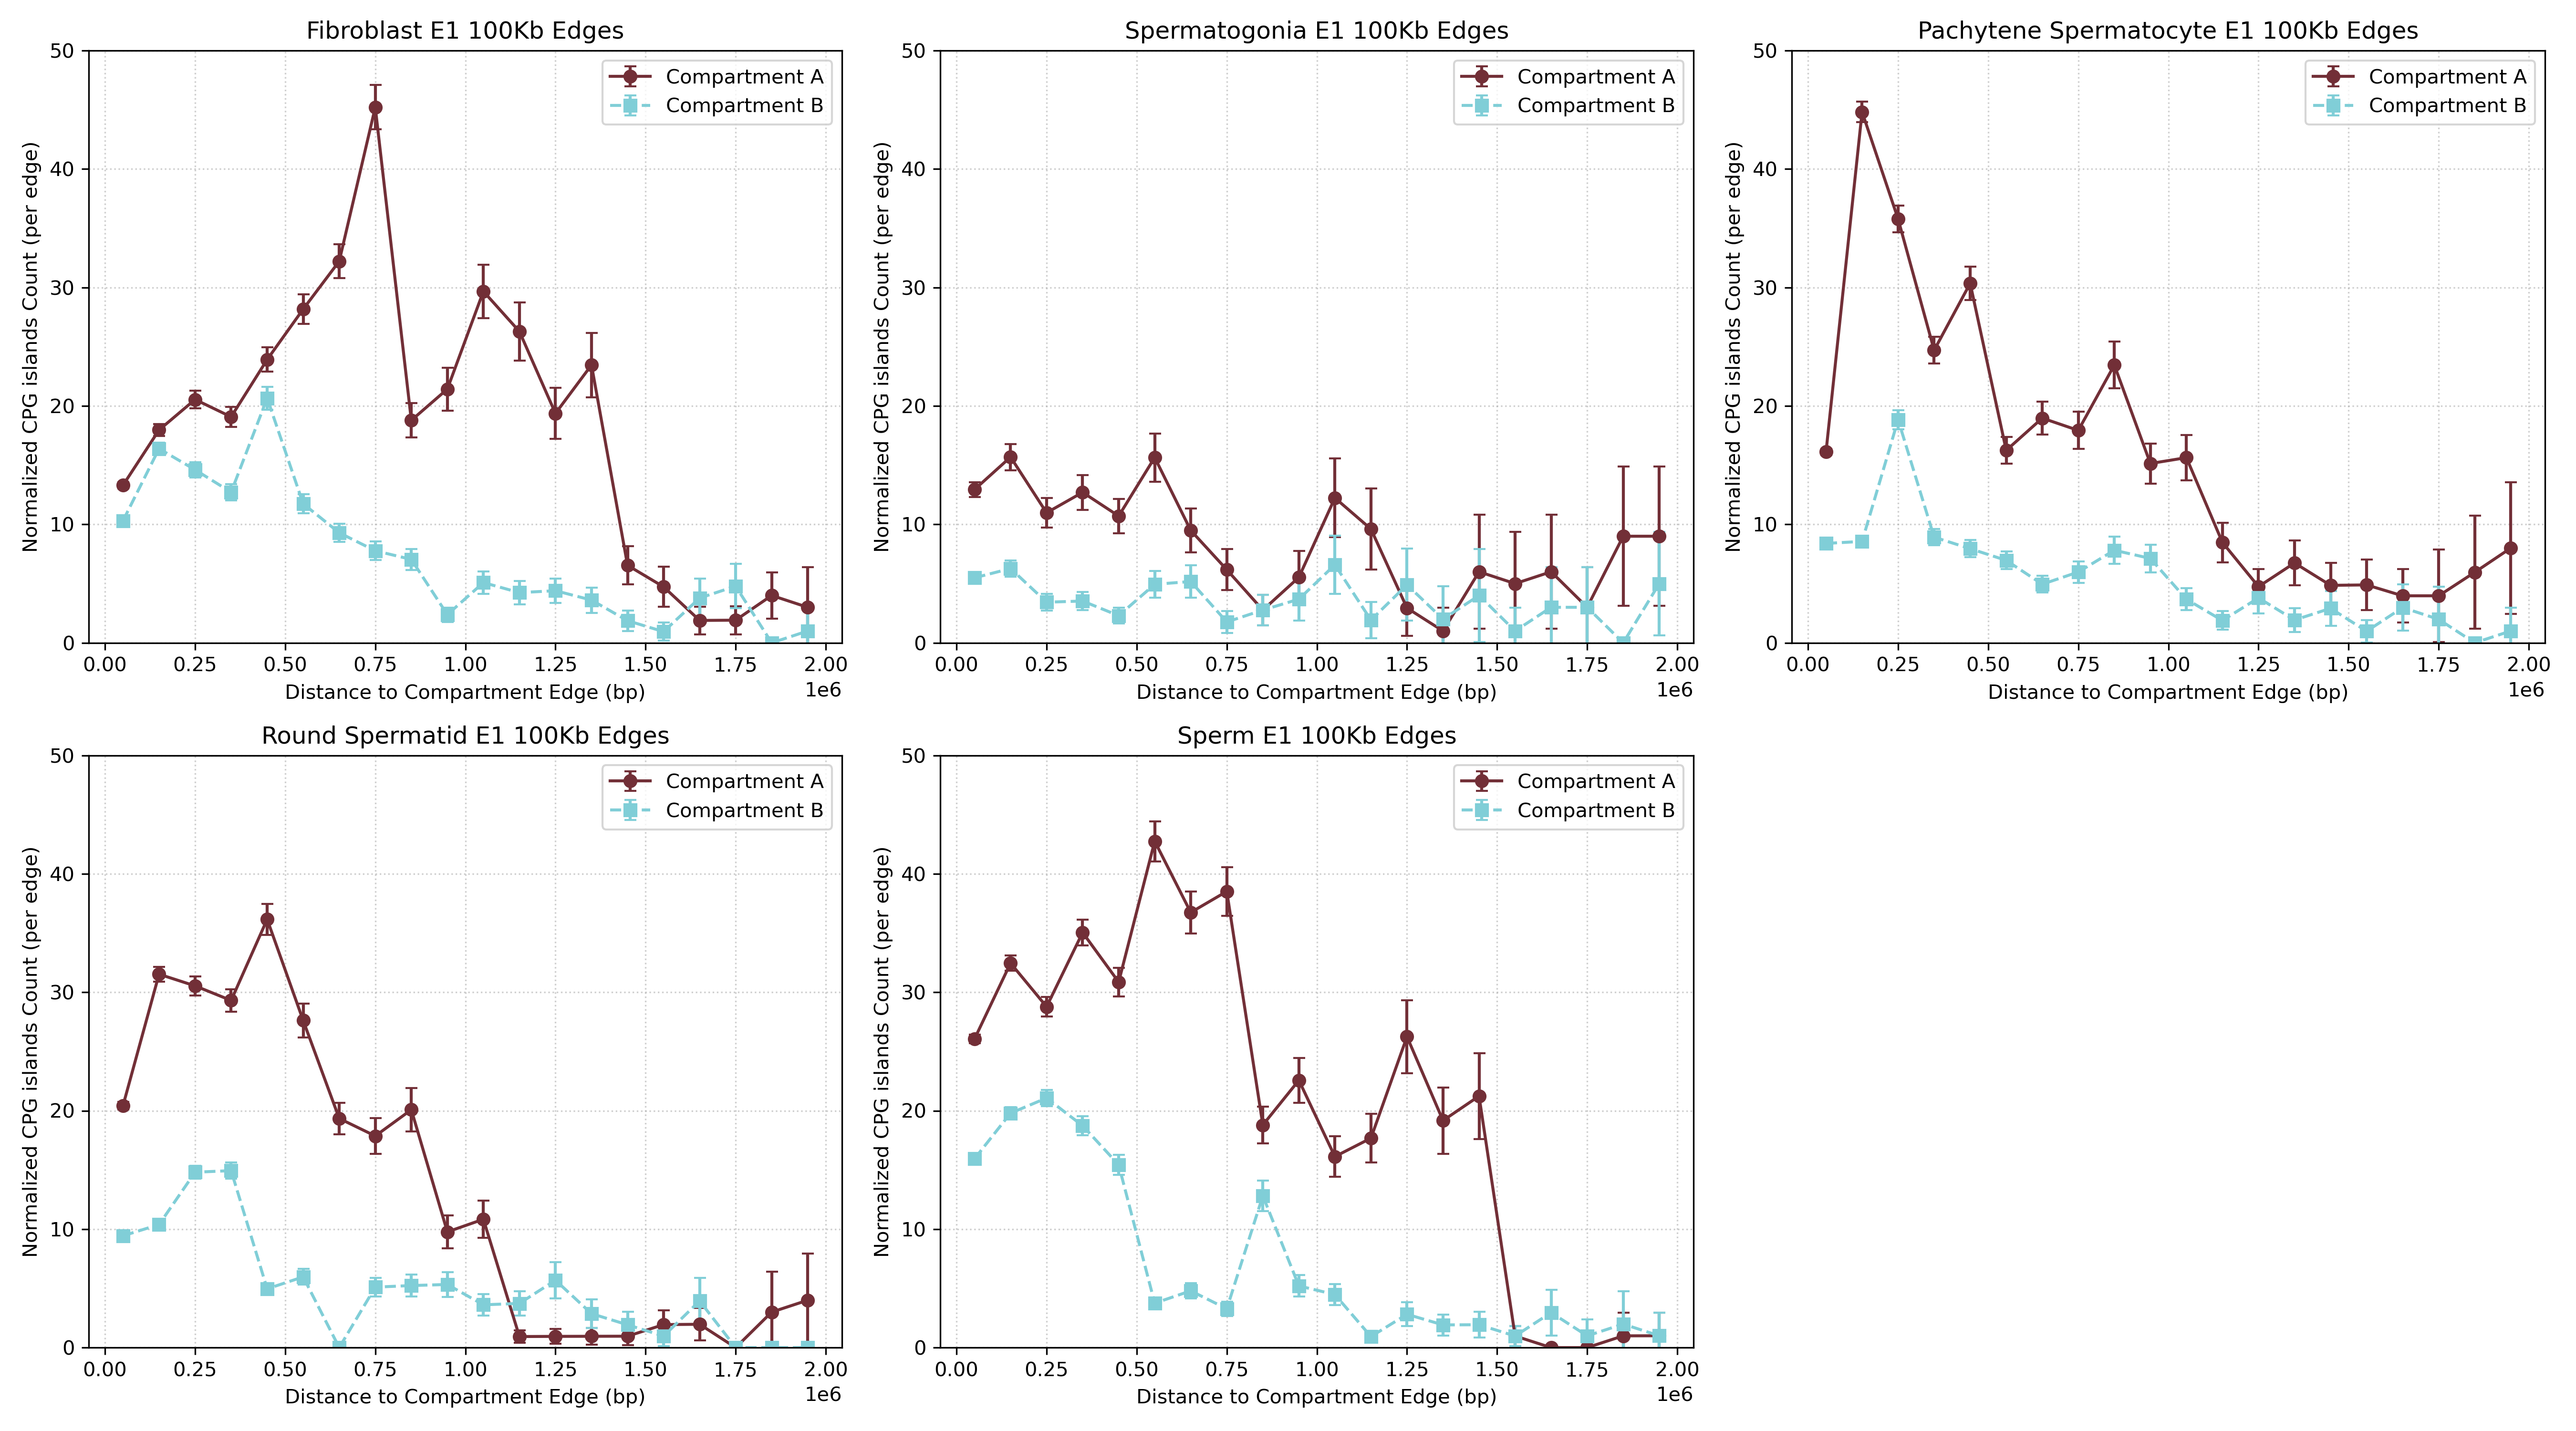 Fibroblast E1 100Kb Edges
Normalized CPG islands Count (per edge)
50
40
30
20
10
0
Compartment A
Compartment B
0.00 0.25 0.50 0.75 1.00 1.25 1.50 1.75 2.00
1e6
Distance to Compartment Edge (bp)
Spermatogonia E1 100Kb Edges
Normalized CPG islands Count (per edge)
50
40
30
20
10
0
Compartment A
Compartment B
0.00 0.25 0.50 0.75 1.00 1.25 1.50 1.75 2.00
1e6
Distance to Compartment Edge (bp)
Pachytene Spermatocyte E1 100Kb Edges
Normalized CPG islands Count (per edge)
50
40
30
20
10
0
Compartment A
Compartment B
0.00 0.25 0.50 0.75 1.00 1.25 1.50 1.75 2.00
1e6
Distance to Compartment Edge (bp)
Round Spermatid E1 100Kb Edges
Normalized CPG islands Count (per edge)
50
40
30
20
10
0
Compartment A
Compartment B
0.00 0.25 0.50 0.75 1.00 1.25 1.50 1.75 2.00
1e6
Distance to Compartment Edge (bp)
Sperm E1 100Kb Edges
Normalized CPG islands Count (per edge)
50
40
30
20
10
0
Compartment A
Compartment B
0.00 0.25 0.50 0.75 1.00 1.25 1.50 1.75 2.00
1e6
Distance to Compartment Edge (bp)